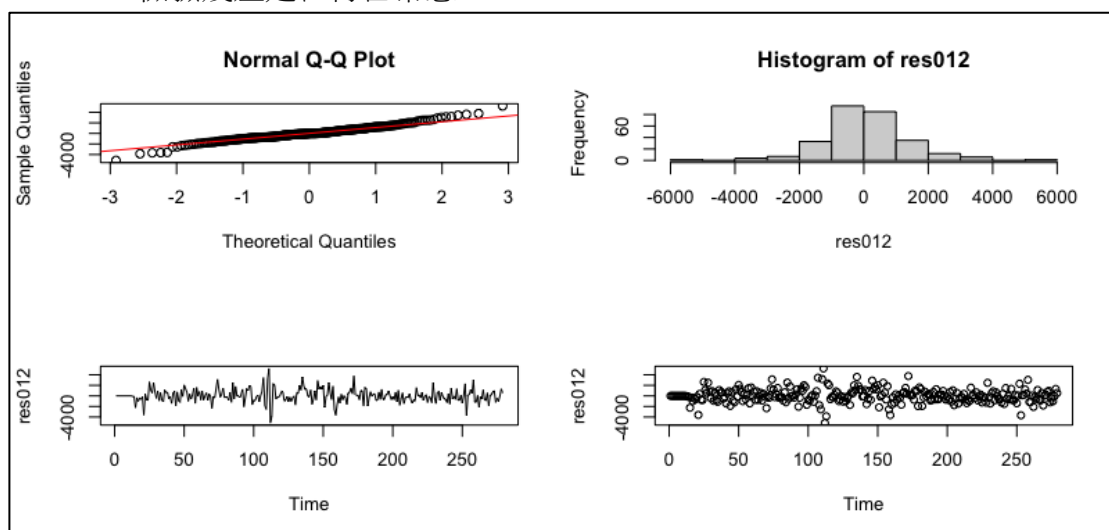 Normal Q-Q Plot
Sample Quantiles
-4000
-3 -2 -1 0 1 2 3
Theoretical Quantiles
Histogram of res012
Frequency
0 60
-6000 -4000 -2000 0 2000 4000 6000
res012
res012
-4000
0 50 100 150 200 250
Time
res012
-4000
0 50 100 150 200 250
Time